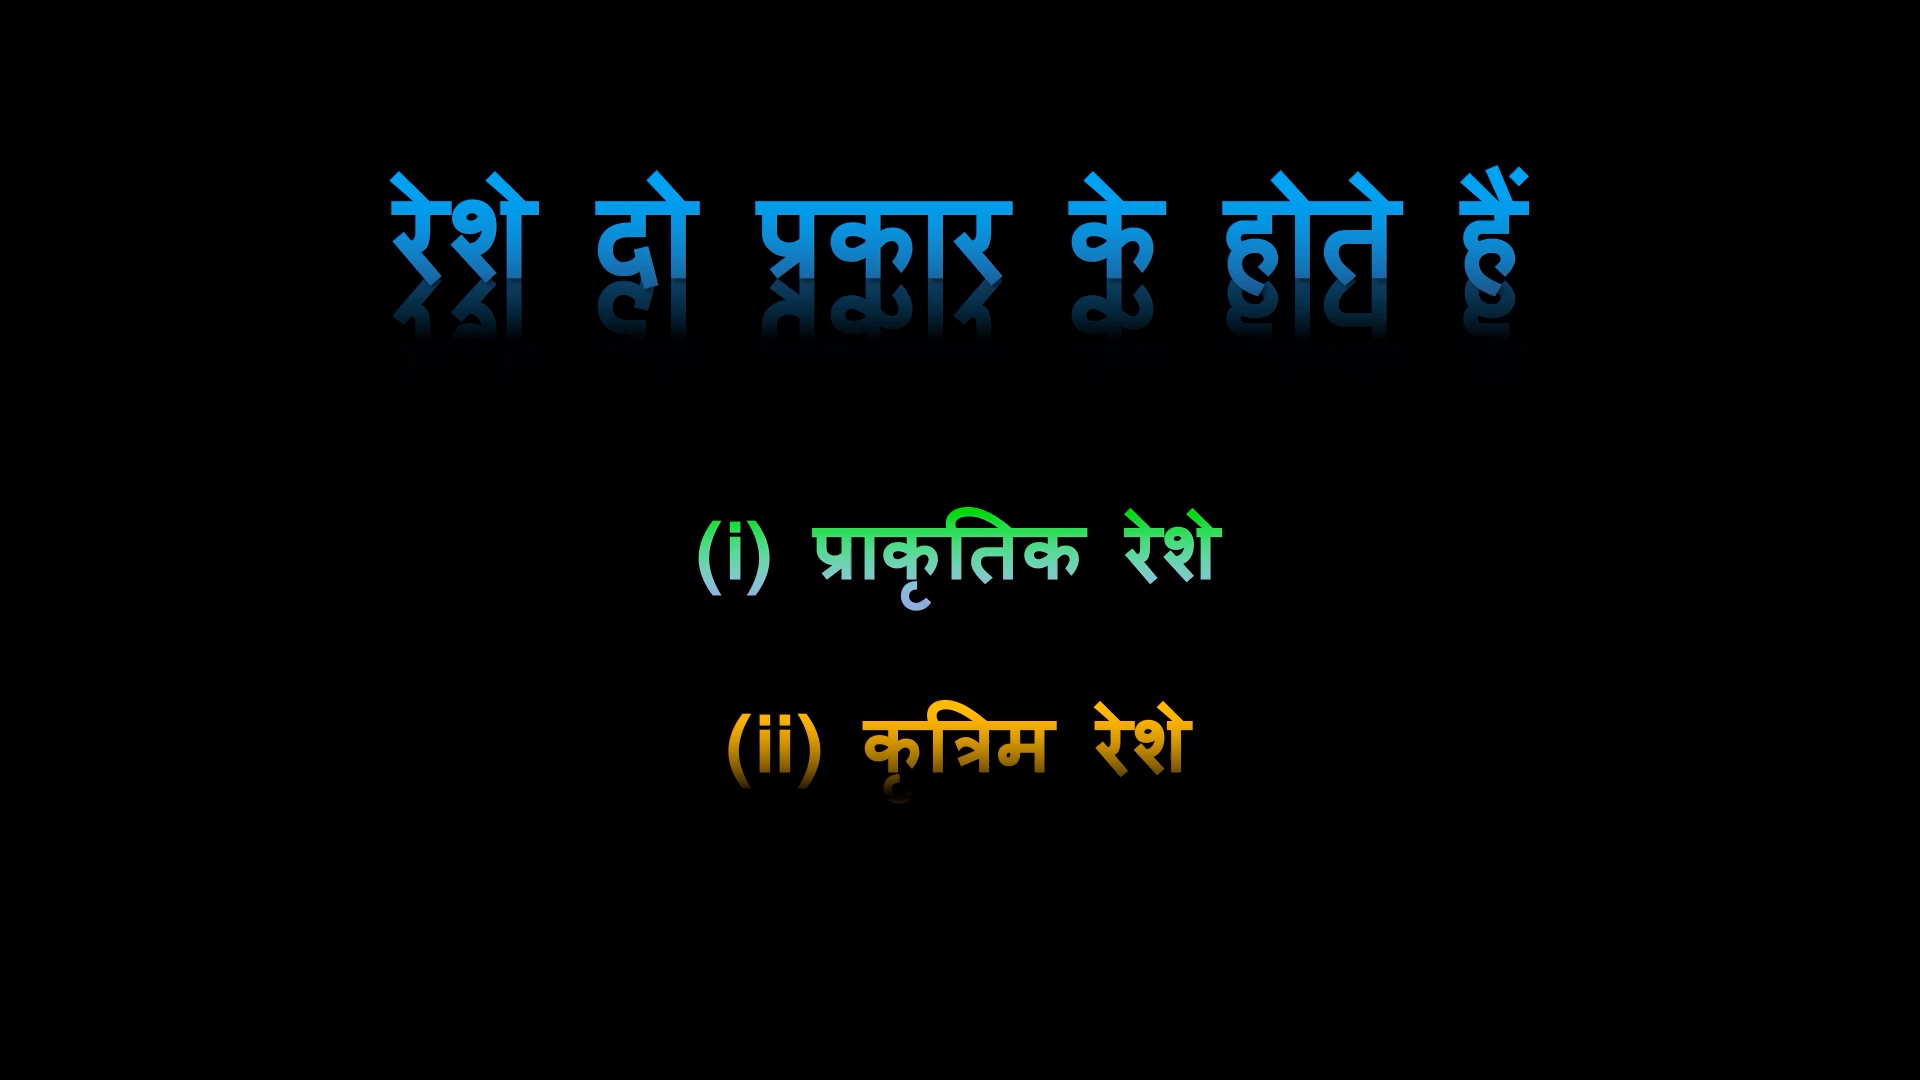 रेशे दो प्रकार के होते हैं
(i) प्राकृतिक रेशे
(ii) कृत्रिम रेशे